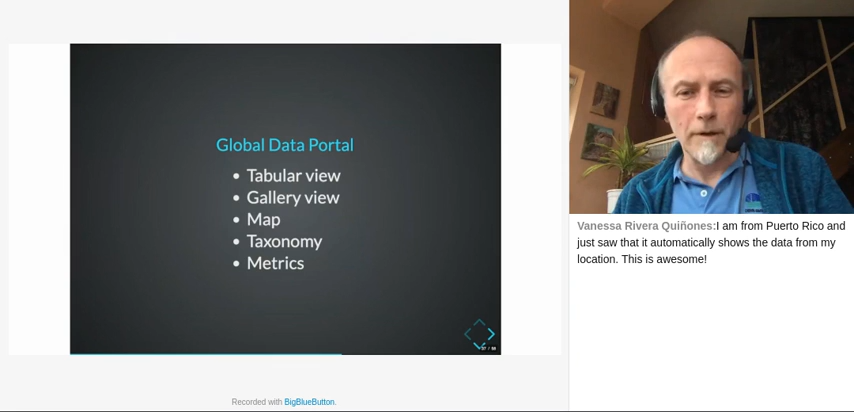 Global Data Portal
• Tabular view
• Gallery view
• Map
• Taxonomy
• Metrics
Recorded with BigBlueButton.
Vanessa Rivera Quiñones:I am from Puerto Rico and
just saw that it automatically shows the data from my
location. This is awesome!